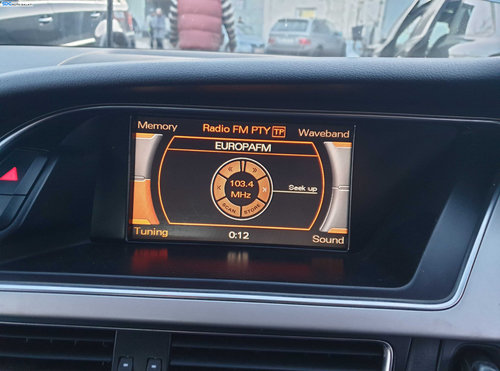 Memory
Radio FM PTY TP
Waveband
EUROPAFM
103.4
MHz
Seek up
SCAN
STORE
Tuning
0:12
Sound